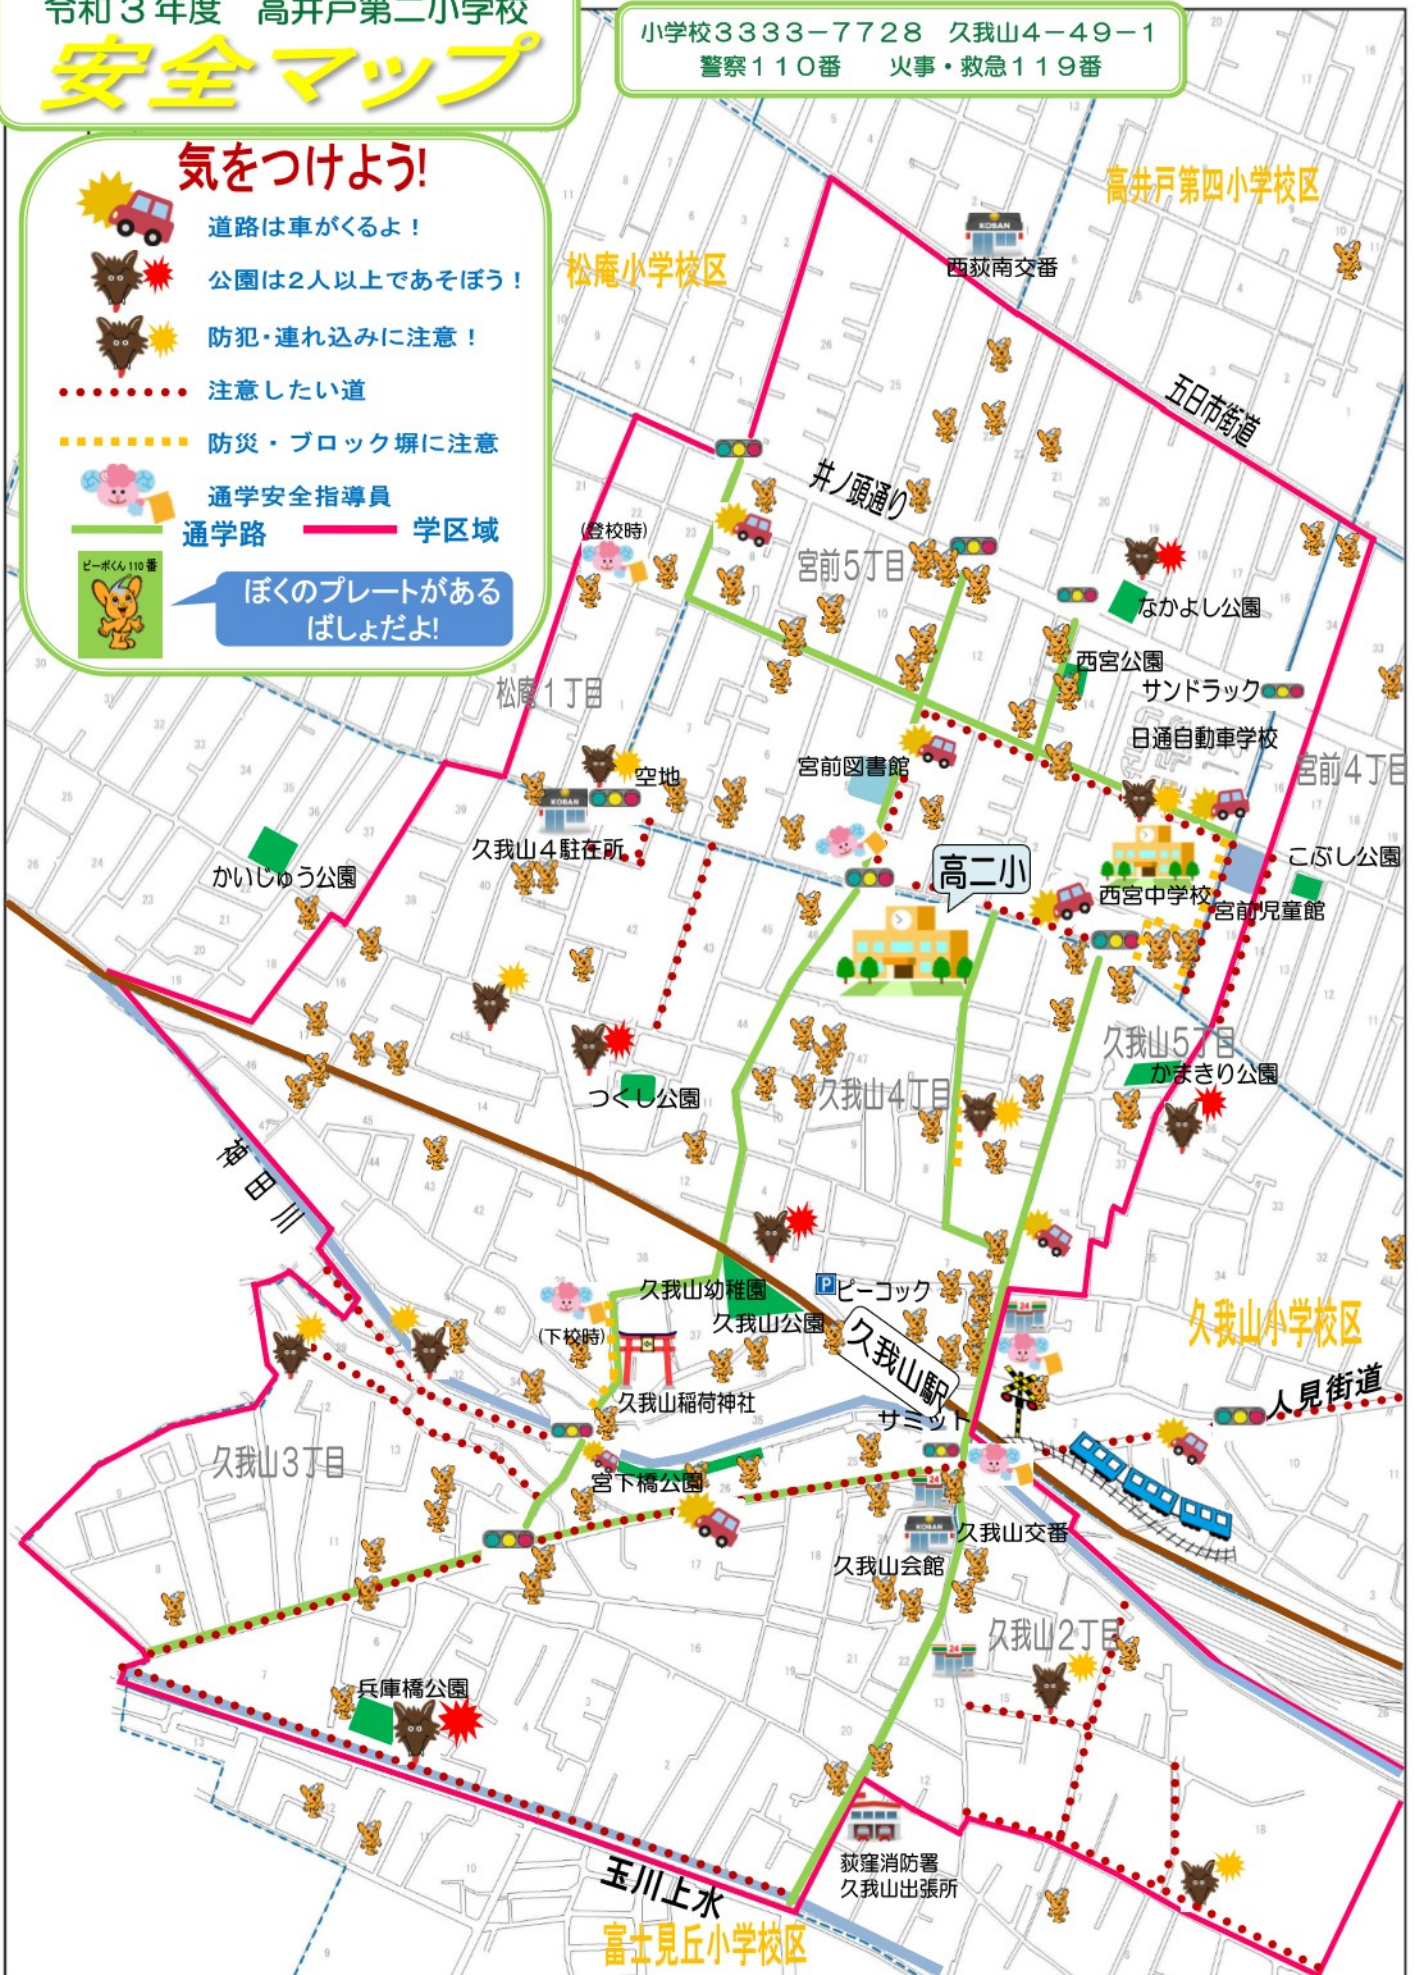 令和３年度　高井戸第二小学校
安全マップ
小学校３３３３－７７２８　久我山４－４９－１
警察１１０番　　火事・救急１１９番
気をつけよう!
道路は車がくるよ！
公園は２人以上であそぼう！
防犯・連れ込みに注意！
注意したい道
防災・ブロック塀に注意
通学安全指導員
通学路
学区域
ピーポくん110番
ぼくのプレートがある
ばしょだよ!
高井戸第四小学校区
松庵小学校区
KOBAN
西荻南交番
五日市街道
井ノ頭通り
(登校時)
宮前５丁目
なかよし公園
西宮公園
サンドラック
松庵１丁目
日通自動車学校
宮前図書館
空地
宮前４丁目
KOBAN
久我山４駐在所
かいじゅう公園
高二小
西宮中学校
こぶし公園
宮前児童館
久我山５丁目
かまきり公園
つくし公園
久我山４丁目
神田川
久我山幼稚園
P
ピーコック
久我山公園
24
久我山小学校区
(下校時)
久我山駅
久我山稲荷神社
サミット
人見街道
久我山３丁目
宮下橋公園
24
KOBAN
久我山交番
久我山会館
久我山２丁目
24
兵庫橋公園
荻窪消防署
久我山出張所
玉川上水
富士見丘小学校区